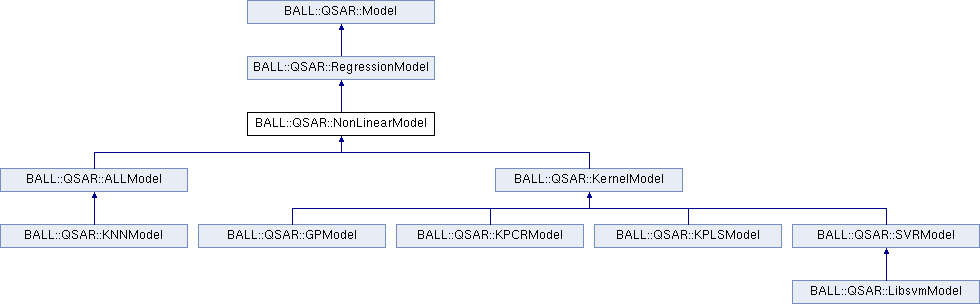 BALL::QSAR::Model
BALL::QSAR::RegressionModel
BALL::QSAR::NonLinearModel
BALL::QSAR::ALLModel
BALL::QSAR::KernelModel
BALL::QSAR::KNNModel
BALL::QSAR::GPModel
BALL::QSAR::KPCRModel
BALL::QSAR::KPLSModel
BALL::QSAR::SVRModel
BALL::QSAR::LibsvmModel